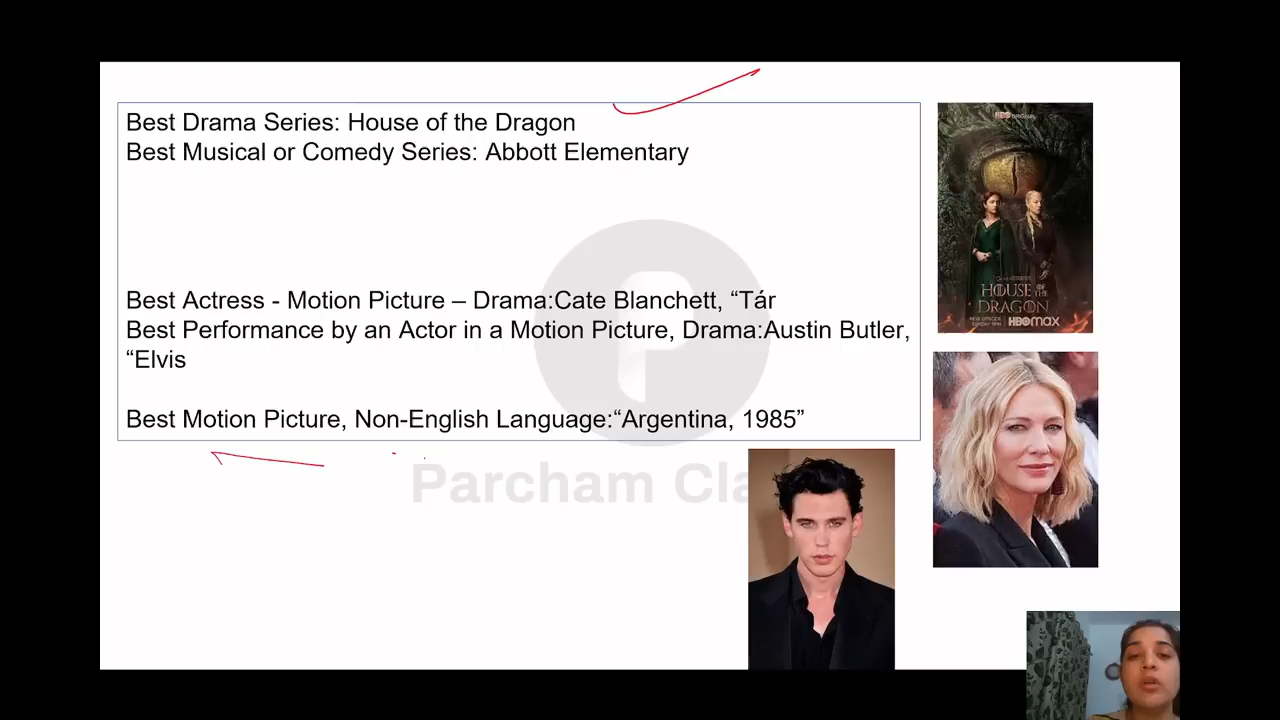 Best Drama Series: House of the Dragon
Best Musical or Comedy Series: Abbott Elementary
Best Actress - Motion Picture – Drama:Cate Blanchett, “Tár
Best Performance by an Actor in a Motion Picture, Drama:Austin Butler,
“Elvis
Best Motion Picture, Non-English Language:“Argentina, 1985”
Parcham Cla
HBO ORIGINAL
HOUSE OF THE
DRAGON
HBOMAX